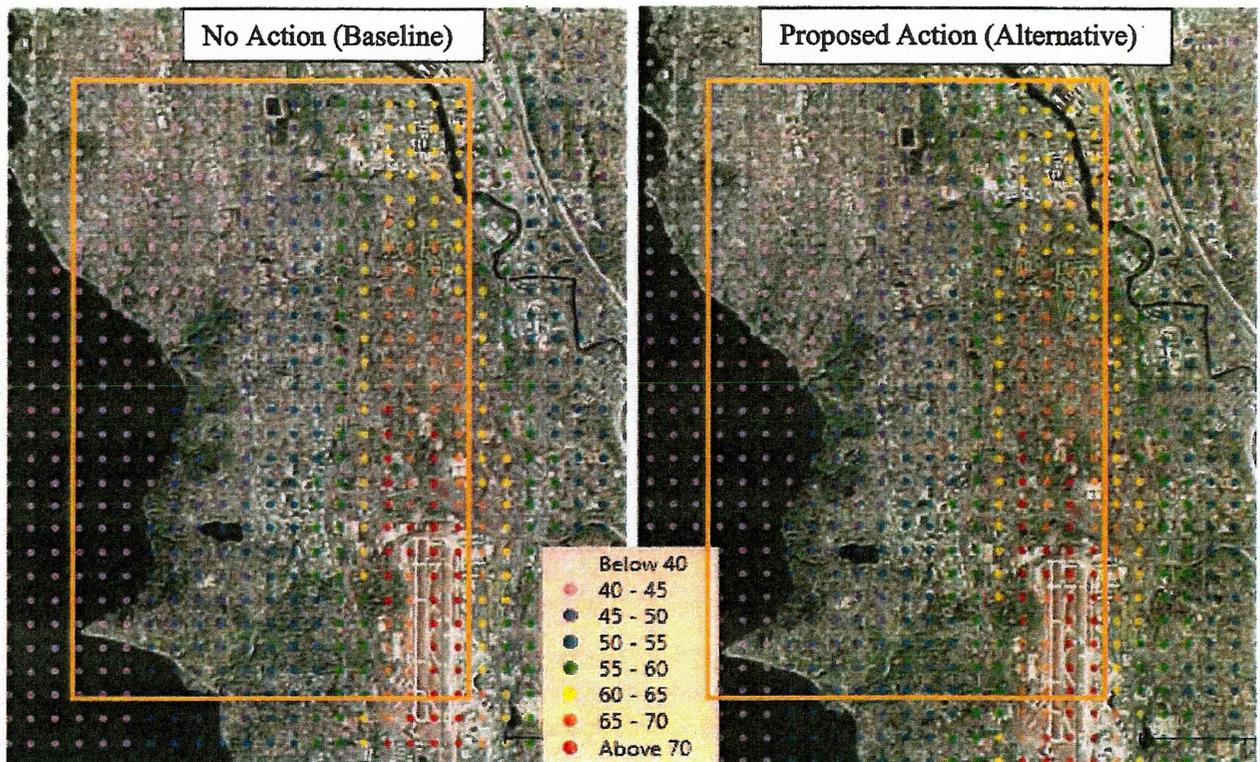 No Action (Baseline)
Proposed Action (Alternative)
Below 40
40 - 45
45 - 50
50 - 55
55 - 60
60 - 65
65 - 70
Above 70